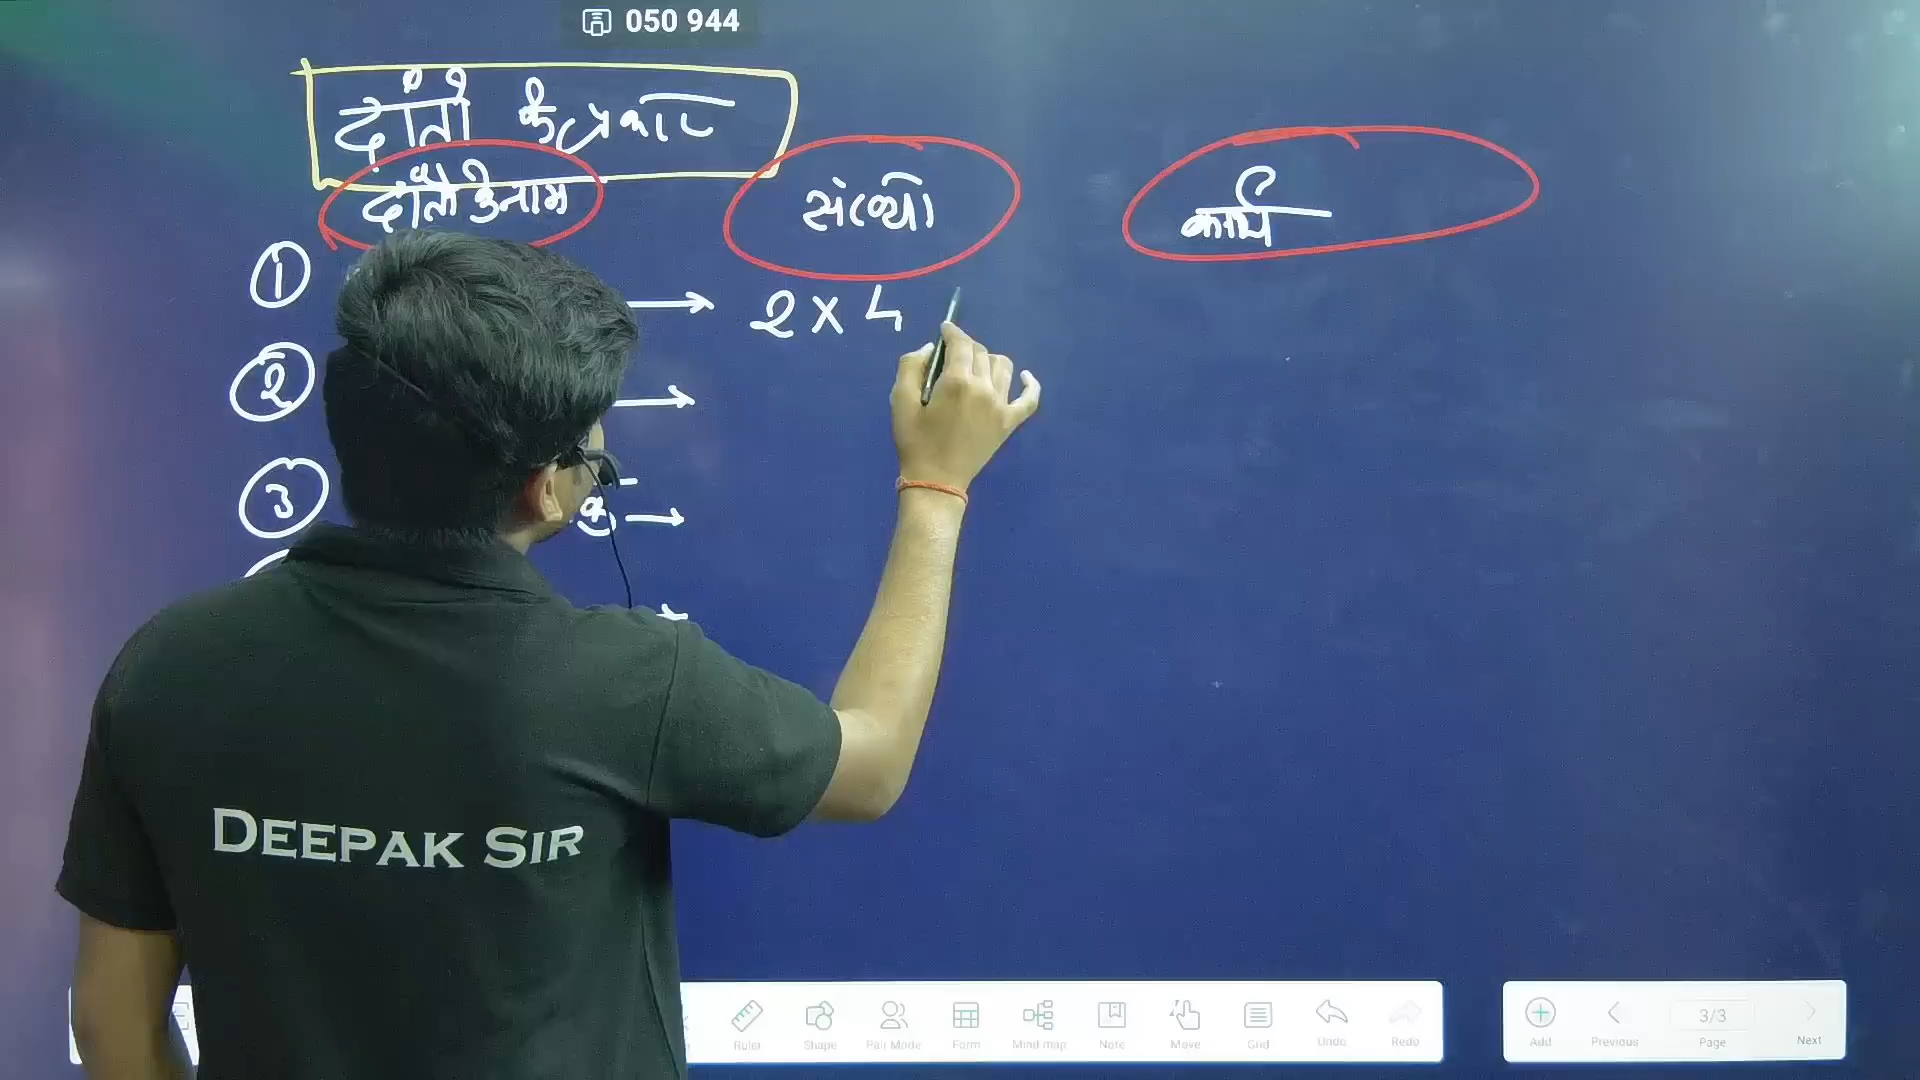 050 944
दांतो के प्रकार
दांतो के नाम संख्या कार्य
1 → 2 × 4
2 →
3 →
DEEPAK SIR
Ruler Shape Pair Mode Form Mind map Note Move Grid Undo Redo
Add Previous 3/3 Page Next